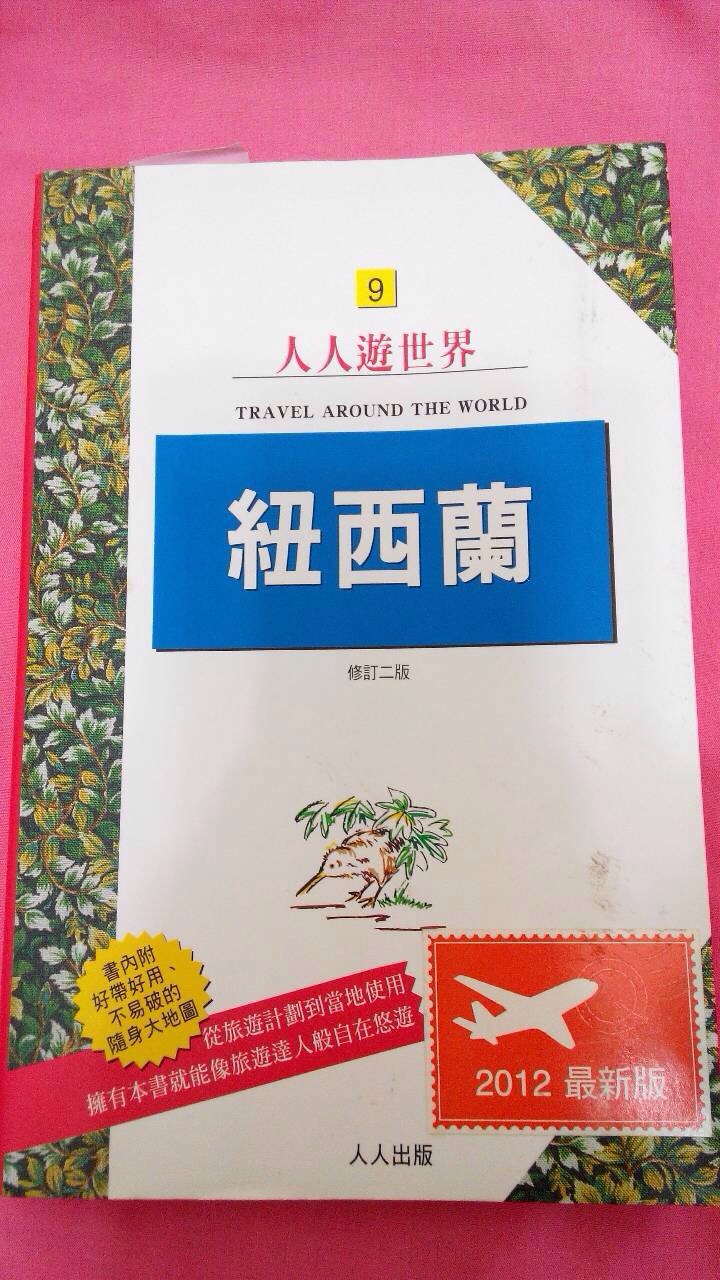 9
人人遊世界
TRAVEL AROUND THE WORLD
紐西蘭
修訂二版
書內附
好帶好用、
不易破的
隨身大地圖
從旅遊計劃到當地使用
擁有本書就能像旅遊達人般自在悠遊
2012 最新版
人人出版